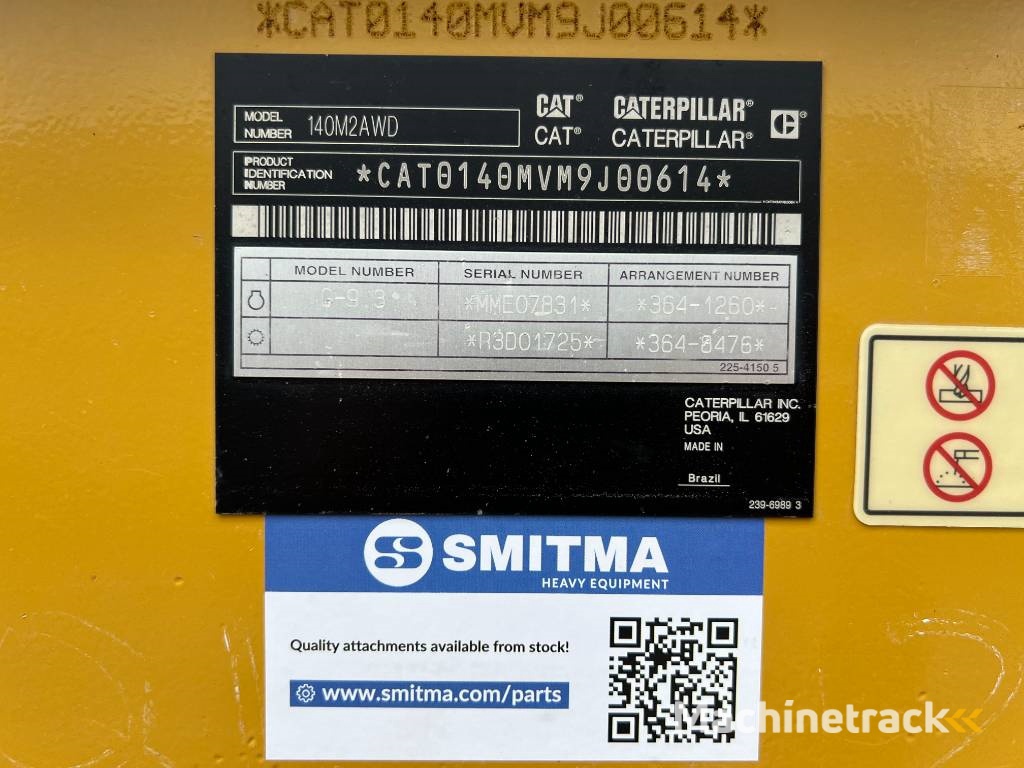 *CAT0140MVM9J00614*
MODEL NUMBER 140M2AWD
CAT® CATERPILLAR®
CAT® CATERPILLAR®
PRODUCT IDENTIFICATION NUMBER *CAT0140MVM9J00614*
MODEL NUMBER SERIAL NUMBER ARRANGEMENT NUMBER
*MME07831* *364-1260*
*R3D01725* *364-8476*
225-4150 5
CATERPILLAR INC.
PEORIA, IL 61629
USA
MADE IN
Brazil
239-6989 3
S SMITMA
HEAVY EQUIPMENT
Quality attachments available from stock!
www.smitma.com/parts
Machinetrack